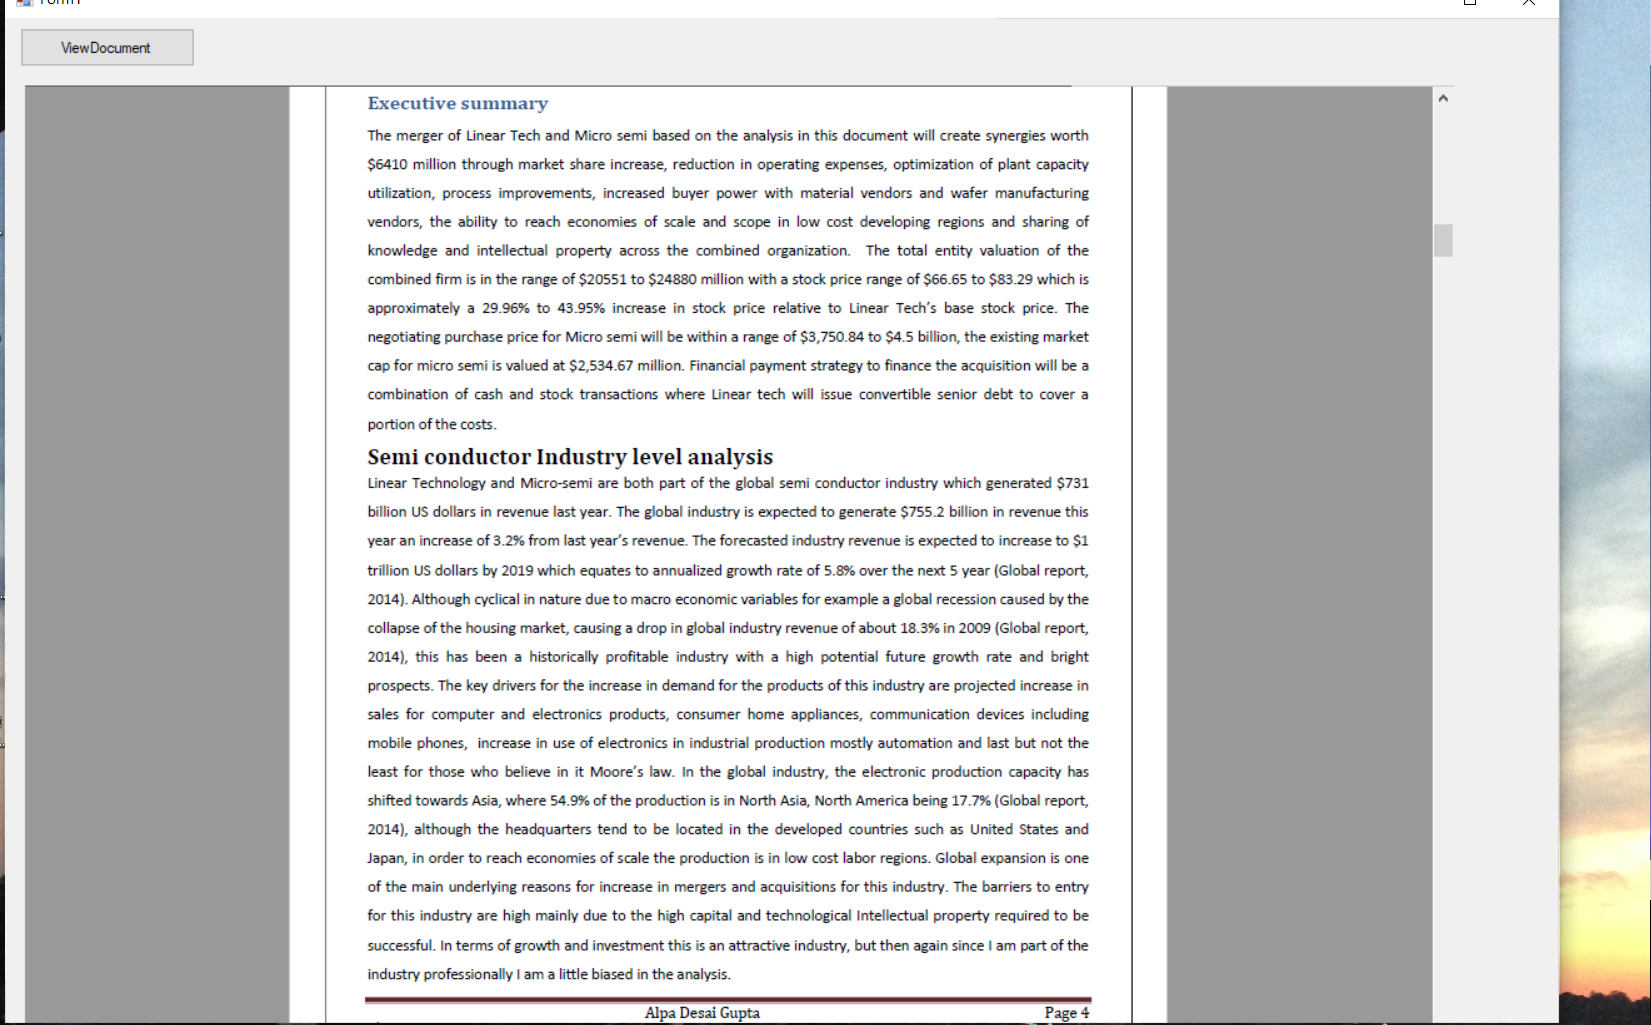 ViewDocument
Executive summary
The merger of Linear Tech and Micro semi based on the analysis in this document will create synergies worth
$6410 million through market share increase, reduction in operating expenses, optimization of plant capacity
utilization, process improvements, increased buyer power with material vendors and wafer manufacturing
vendors, the ability to reach economies of scale and scope in low cost developing regions and sharing of
knowledge and intellectual property across the combined organization.  The total entity valuation of the
combined firm is in the range of $20551 to $24880 million with a stock price range of $66.65 to $83.29 which is
approximately a 29.96% to 43.95% increase in stock price relative to Linear Tech's base stock price. The
negotiating purchase price for Micro semi will be within a range of $3,750.84 to $4.5 billion, the existing market
cap for micro semi is valued at $2,534.67 million. Financial payment strategy to finance the acquisition will be a
combination of cash and stock transactions where Linear tech will issue convertible senior debt to cover a
portion of the costs.
Semi conductor Industry level analysis
Linear Technology and Micro-semi are both part of the global semi conductor industry which generated $731
billion US dollars in revenue last year. The global industry is expected to generate $755.2 billion in revenue this
year an increase of 3.2% from last year's revenue. The forecasted industry revenue is expected to increase to $1
trillion US dollars by 2019 which equates to annualized growth rate of 5.8% over the next 5 year (Global report,
2014). Although cyclical in nature due to macro economic variables for example a global recession caused by the
collapse of the housing market, causing a drop in global industry revenue of about 18.3% in 2009 (Global report,
2014), this has been a historically profitable industry with a high potential future growth rate and bright
prospects. The key drivers for the increase in demand for the products of this industry are projected increase in
sales for computer and electronics products, consumer home appliances, communication devices including
mobile phones,  increase in use of electronics in industrial production mostly automation and last but not the
least for those who believe in it Moore's law. In the global industry, the electronic production capacity has
shifted towards Asia, where 54.9% of the production is in North Asia, North America being 17.7% (Global report,
2014), although the headquarters tend to be located in the developed countries such as United States and
Japan, in order to reach economies of scale the production is in low cost labor regions. Global expansion is one
of the main underlying reasons for increase in mergers and acquisitions for this industry. The barriers to entry
for this industry are high mainly due to the high capital and technological Intellectual property required to be
successful. In terms of growth and investment this is an attractive industry, but then again since I am part of the
industry professionally I am a little biased in the analysis.
Alpa Desai Gupta Page 4